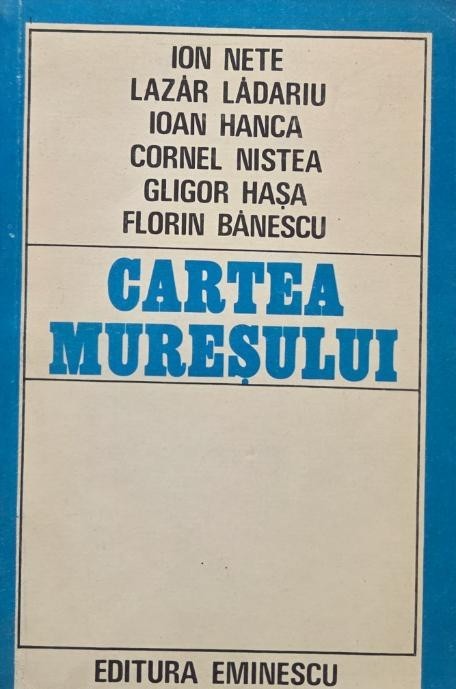 ION NETE
LAZĂR LĂDARIU
IOAN HANCA
CORNEL NISTEA
GLIGOR HAȘA
FLORIN BĂNESCU
CARTEA
MUREȘULUI
EDITURA EMINESCU